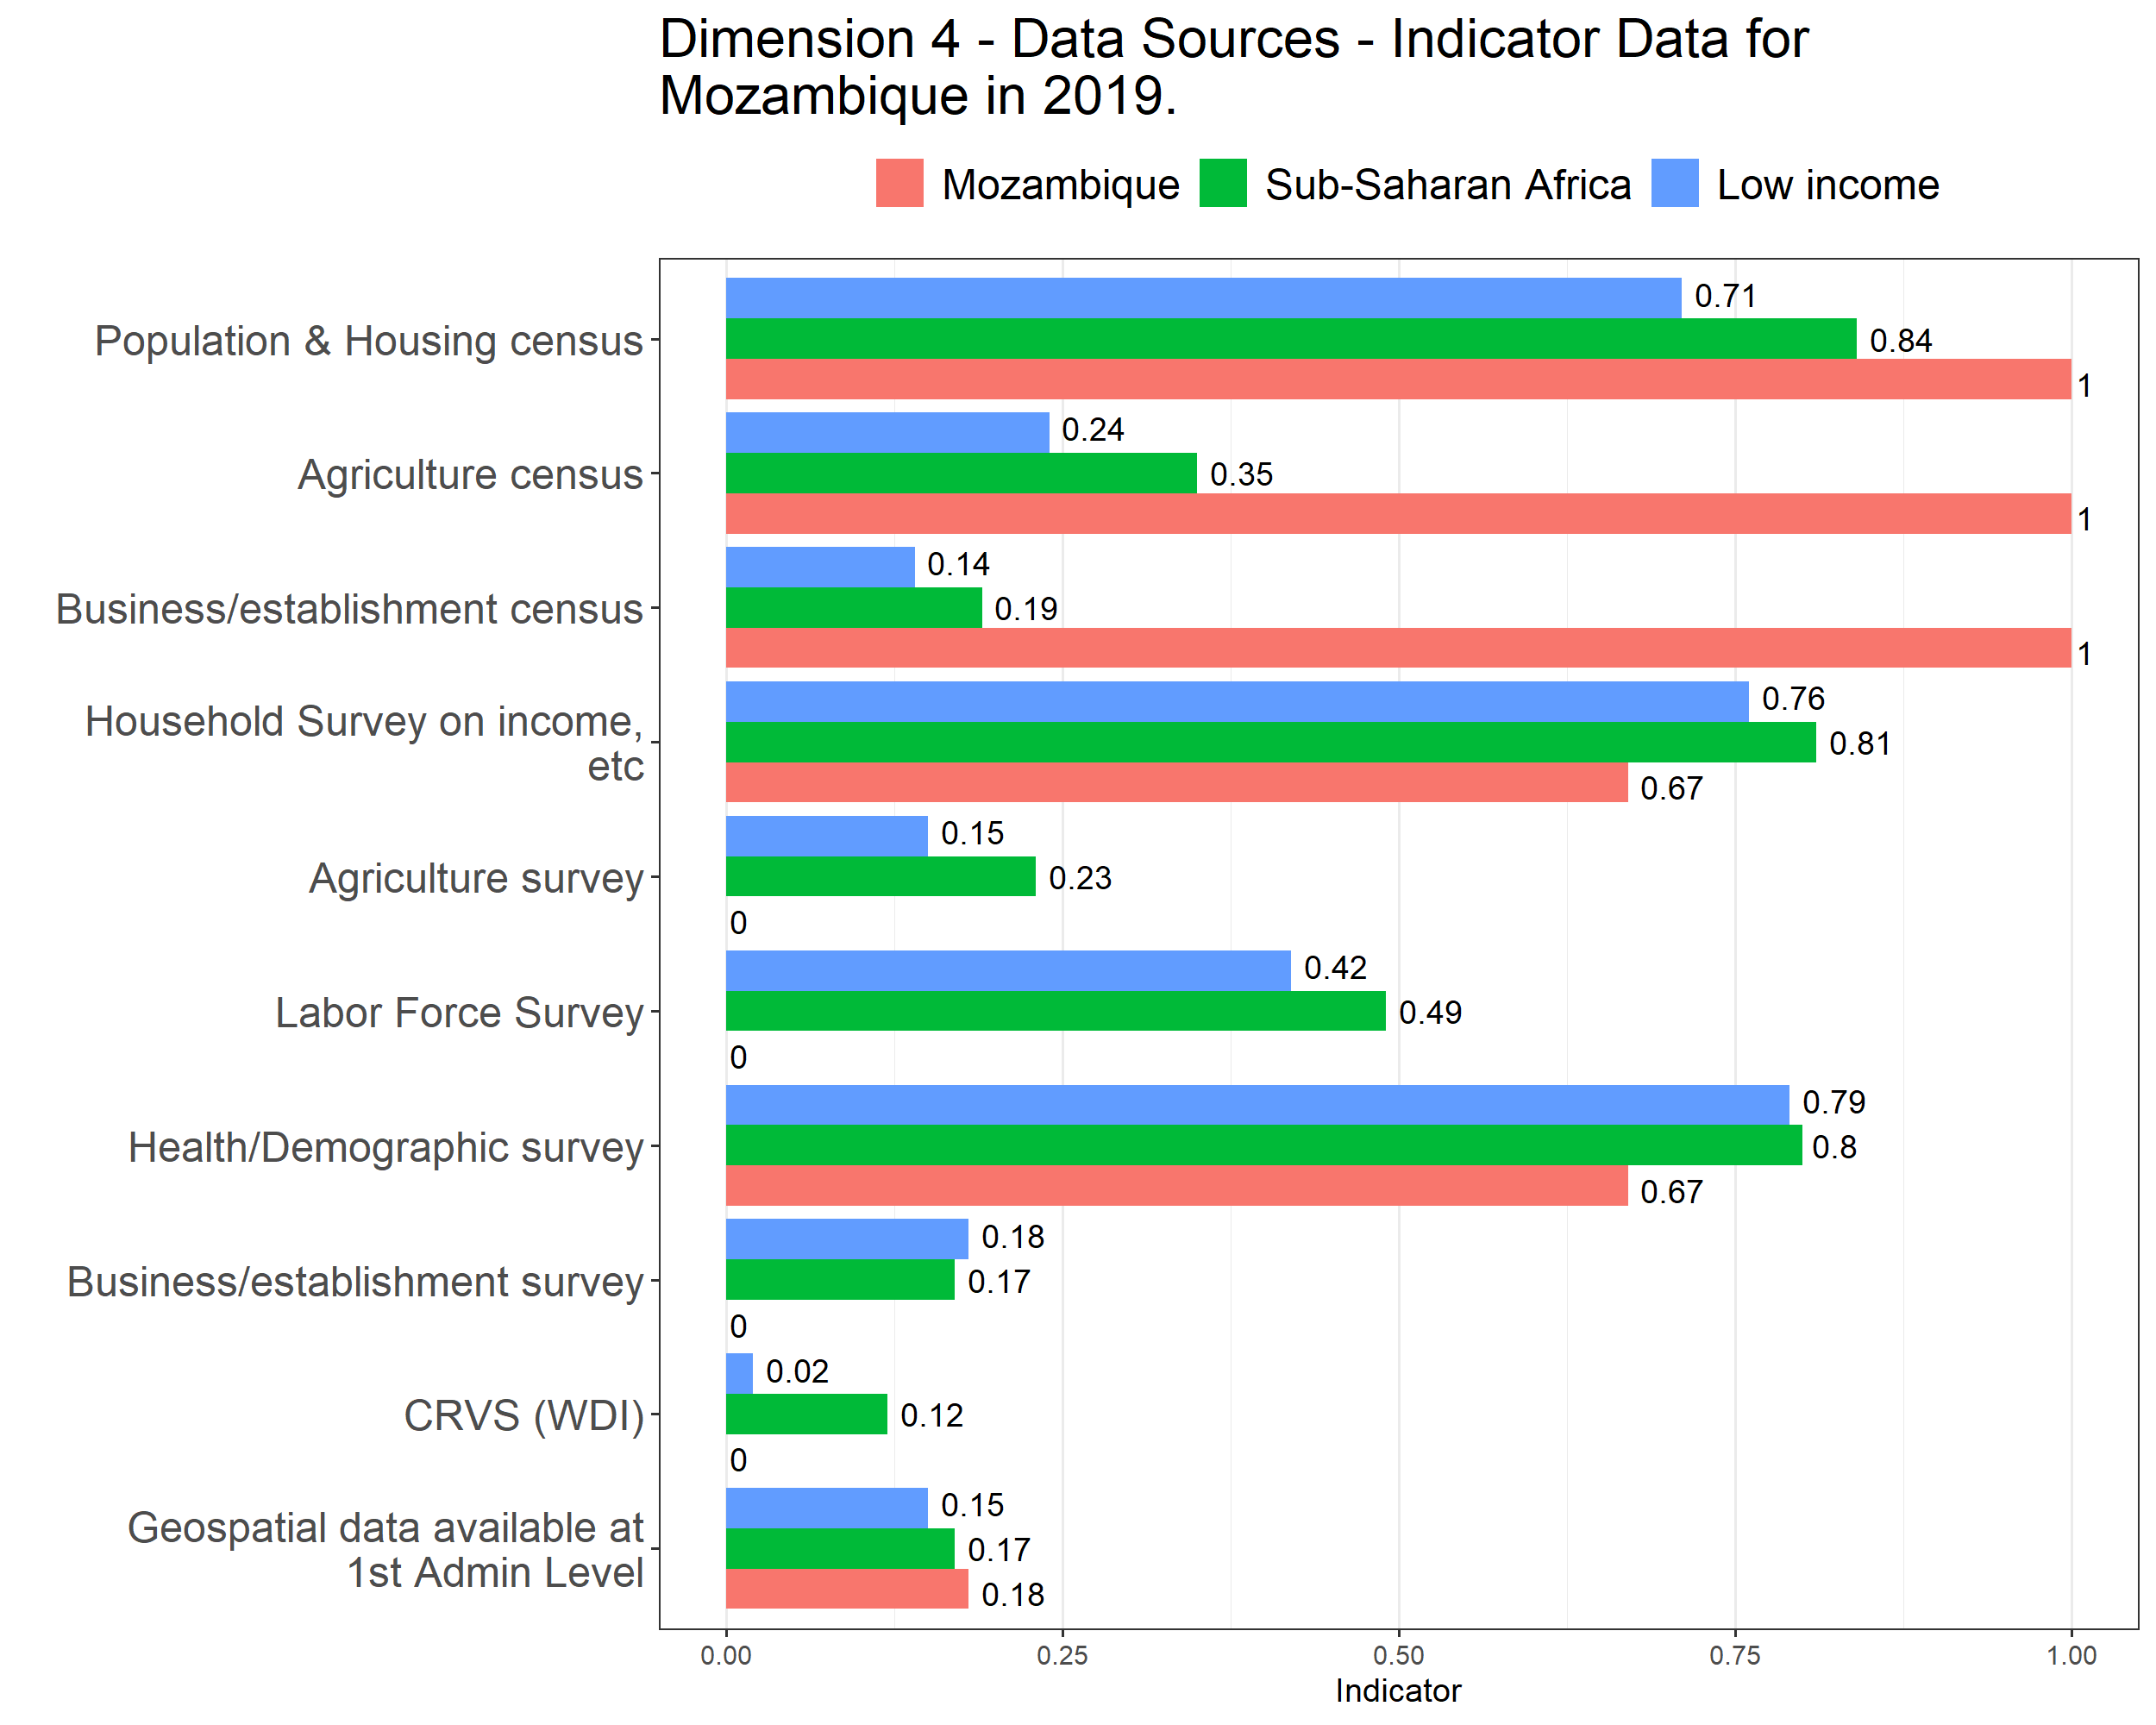 Dimension 4 - Data Sources - Indicator Data for
Mozambique in 2019.
Mozambique
Sub-Saharan Africa
Low income
Population & Housing census
0.71
0.84
1
Agriculture census
0.24
0.35
1
Business/establishment census
0.14
0.19
1
Household Survey on income,
etc
0.76
0.81
0.67
Agriculture survey
0.15
0.23
0
Labor Force Survey
0.42
0.49
0
Health/Demographic survey
0.79
0.8
0.67
Business/establishment survey
0.18
0.17
0
CRVS (WDI)
0.02
0.12
0
Geospatial data available at
1st Admin Level
0.15
0.17
0.18
0.00
0.25
0.50
0.75
1.00
Indicator